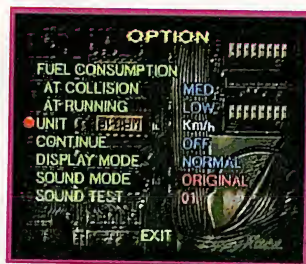 OPTION
FUEL CONSUMPTION
AT COLLISION MED.
AT RUNNING LOW
UNIT Km/h
CONTINUE OFF
DISPLAY MODE NORMAL
SOUND MODE ORIGINAL
SOUND TEST 01
EXIT